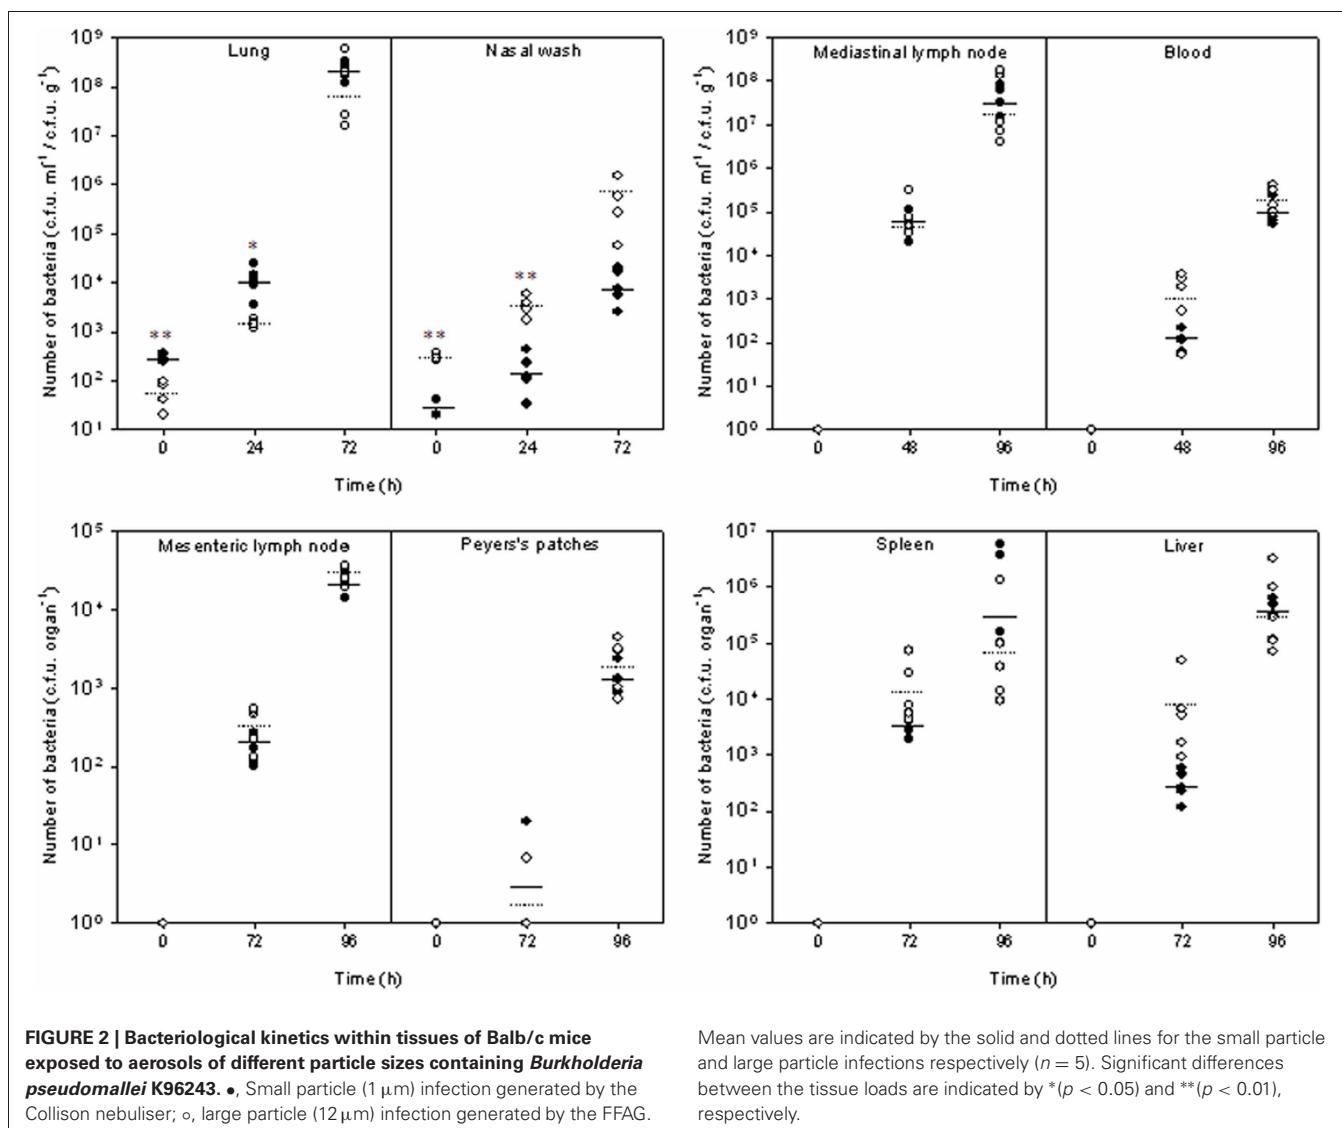 Lung
Nasal wash
Number of bacteria (c.f.u. ml⁻¹ / c.f.u. g⁻¹)
10⁹
10⁸
10⁷
10⁶
10⁵
10⁴
10³
10²
10¹
**
*
**
**
0 24 72 0 24 72
Time (h)
Mediastinal lymph node
Blood
Number of bacteria (c.f.u. ml⁻¹ / c.f.u. g⁻¹)
10⁹
10⁸
10⁷
10⁶
10⁵
10⁴
10³
10²
10¹
10⁰
0 48 96 0 48 96
Time (h)
Mesenteric lymph node
Peyers's patches
Number of bacteria (c.f.u. organ⁻¹)
10⁵
10⁴
10³
10²
10¹
10⁰
0 72 96 0 72 96
Time (h)
Spleen
Liver
Number of bacteria (c.f.u. organ⁻¹)
10⁷
10⁶
10⁵
10⁴
10³
10²
10¹
10⁰
0 72 96 0 72 96
Time (h)
FIGURE 2 | Bacteriological kinetics within tissues of Balb/c mice
exposed to aerosols of different particle sizes containing Burkholderia
pseudomallei K96243. •, Small particle (1 μm) infection generated by the
Collison nebuliser; ○, large particle (12 μm) infection generated by the FFAG.
Mean values are indicated by the solid and dotted lines for the small particle
and large particle infections respectively (n = 5). Significant differences
between the tissue loads are indicated by *(p < 0.05) and **(p < 0.01),
respectively.